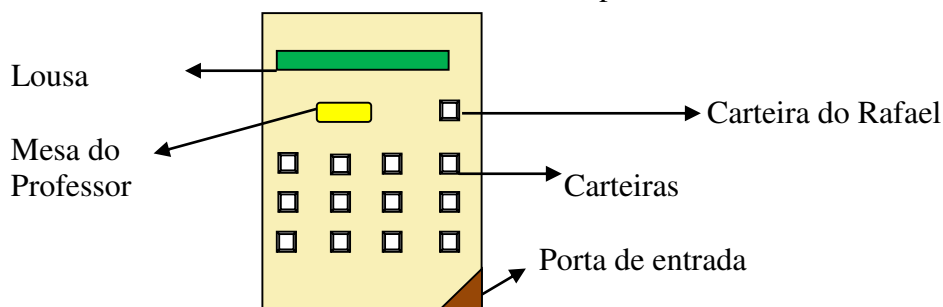 Lousa
Carteira do Rafael
Mesa do
Professor
Carteiras
Porta de entrada